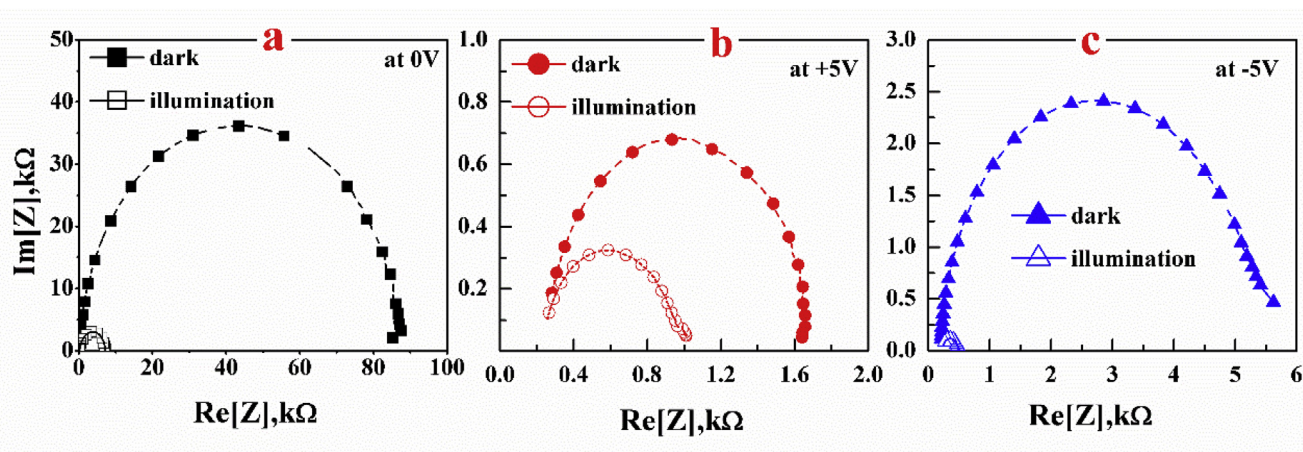 a
dark
at 0V
illumination
50
40
30
20
10
0
Im[Z],kΩ
0 20 40 60 80 100
Re[Z],kΩ
b
dark
at +5V
illumination
1.0
0.8
0.6
0.4
0.2
0.0
0.4 0.8 1.2 1.6 2.0
Re[Z],kΩ
c
at -5V
dark
illumination
3.0
2.5
2.0
1.5
1.0
0.5
0.0
0 1 2 3 4 5 6
Re[Z],kΩ